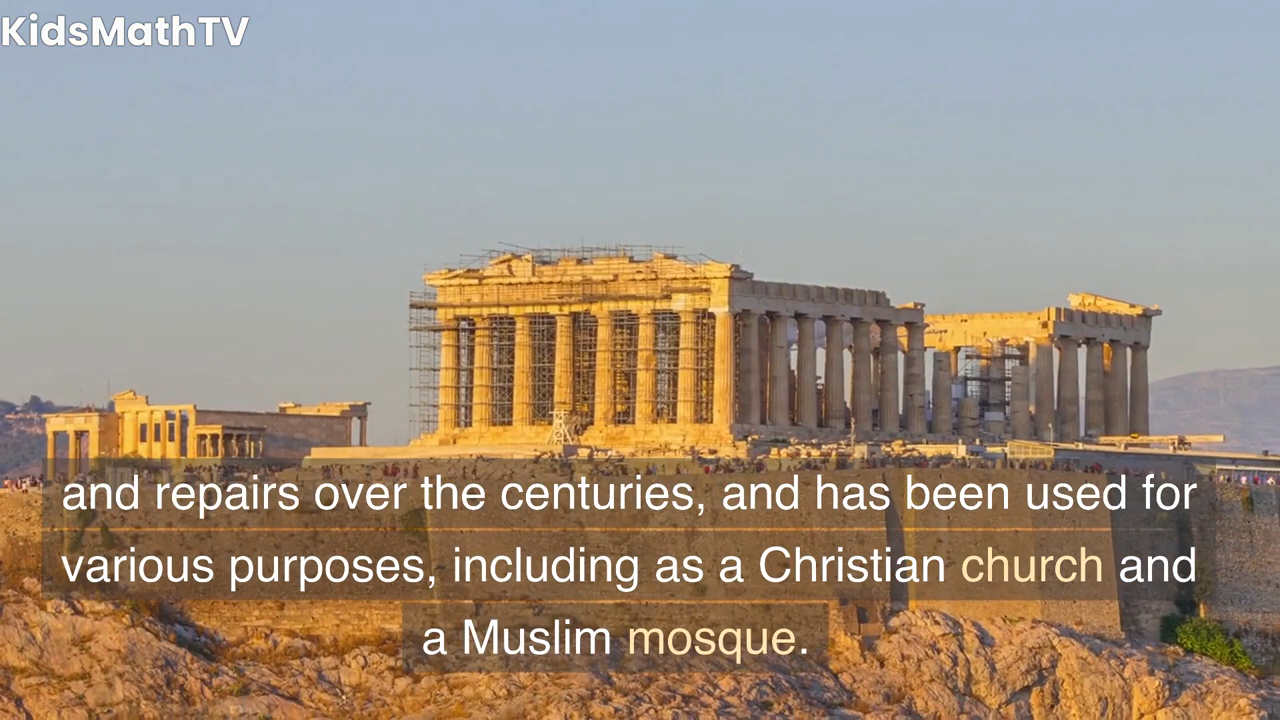 KidsMathTV
and repairs over the centuries, and has been used for
various purposes, including as a Christian church and
a Muslim mosque.